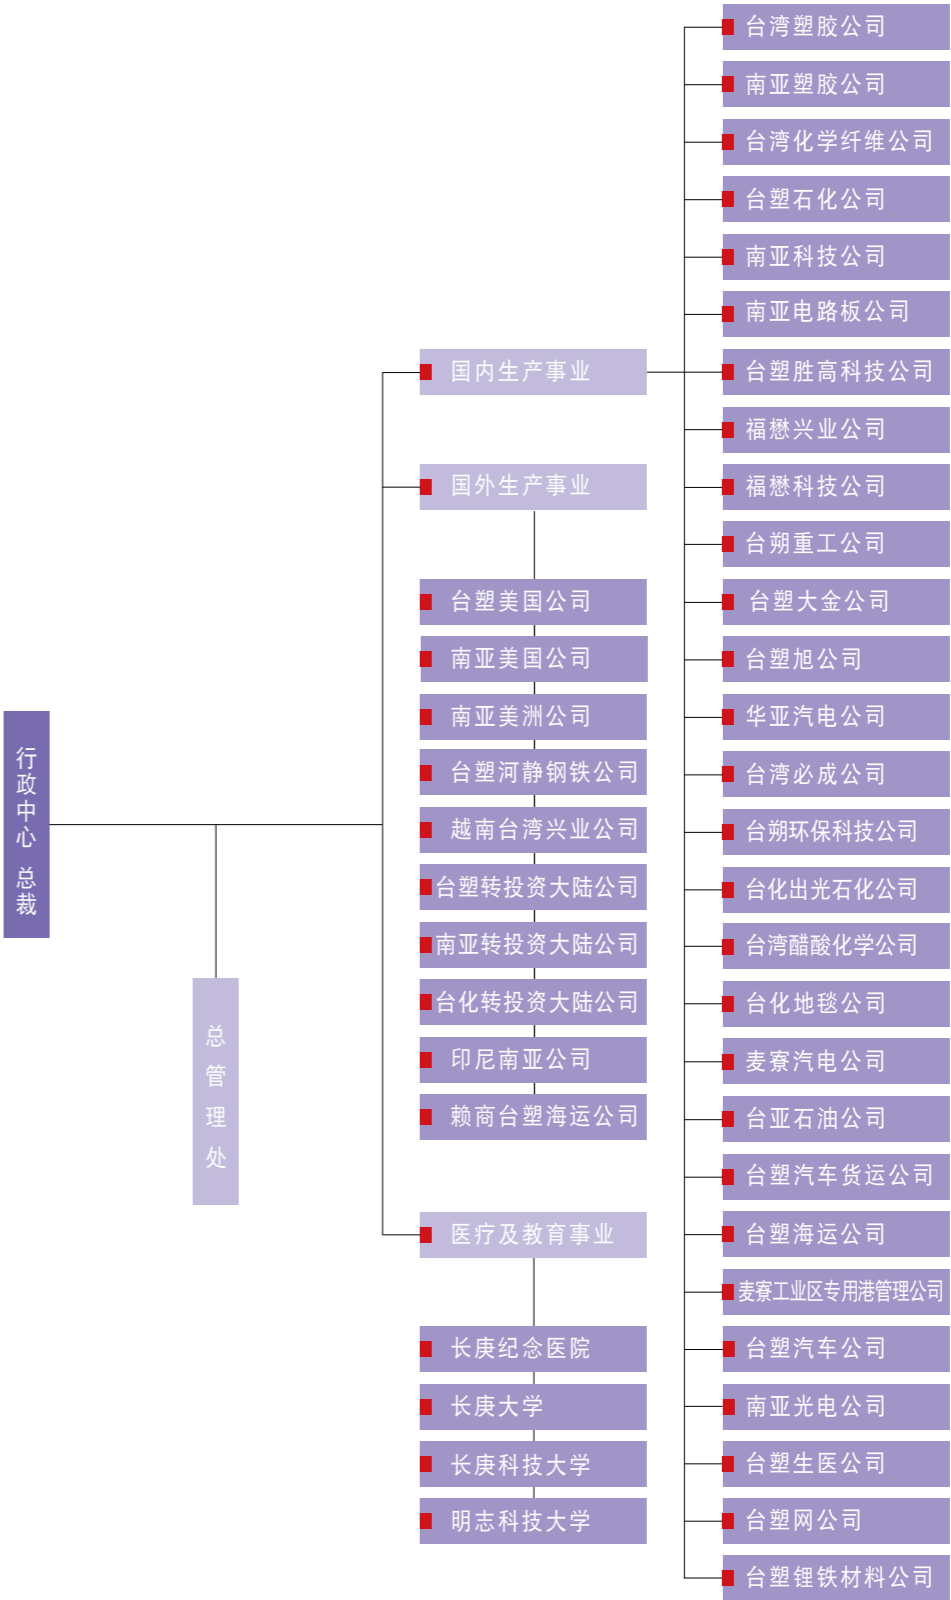 行政中心 总裁
总管理处
国内生产事业
台湾塑胶公司
南亚塑胶公司
台湾化学纤维公司
台塑石化公司
南亚科技公司
南亚电路板公司
台塑胜高科技公司
福懋兴业公司
福懋科技公司
台朔重工公司
台塑大金公司
台塑旭公司
华亚汽电公司
台湾必成公司
台朔环保科技公司
台化出光石化公司
台湾醋酸化学公司
台化地毯公司
麦寮汽电公司
台亚石油公司
台塑汽车货运公司
台塑海运公司
麦寮工业区专用港管理公司
台塑汽车公司
南亚光电公司
台塑生医公司
台塑网公司
台塑锂铁材料公司
国外生产事业
台塑美国公司
南亚美国公司
南亚美洲公司
台塑河静钢铁公司
越南台湾兴业公司
台塑转投资大陆公司
南亚转投资大陆公司
台化转投资大陆公司
印尼南亚公司
赖商台塑海运公司
医疗及教育事业
长庚纪念医院
长庚大学
长庚科技大学
明志科技大学